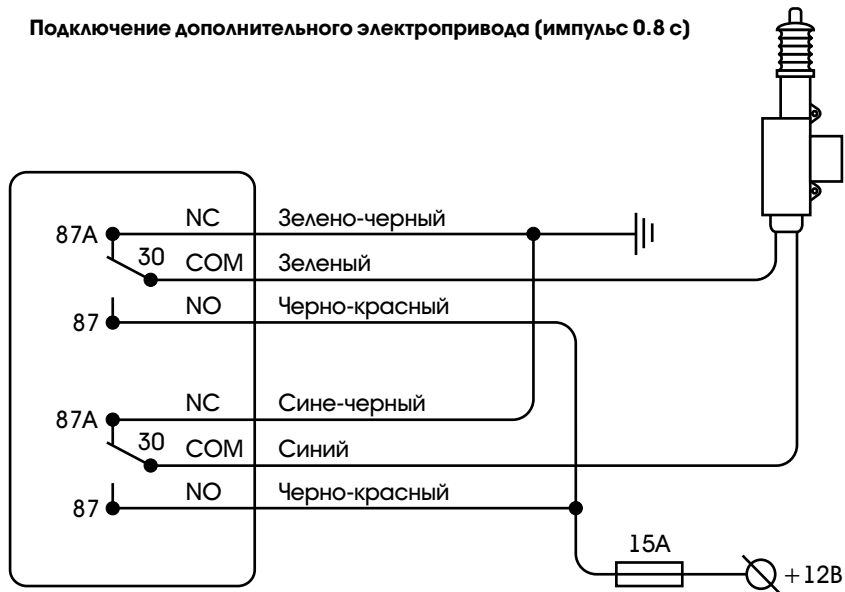 Подключение дополнительного электропривода (импульс 0.8 с)
87A NC Зелено-черный
30 COM Зеленый
87 NO Черно-красный
87A NC Сине-черный
30 COM Синий
87 NO Черно-красный
15A
+12В